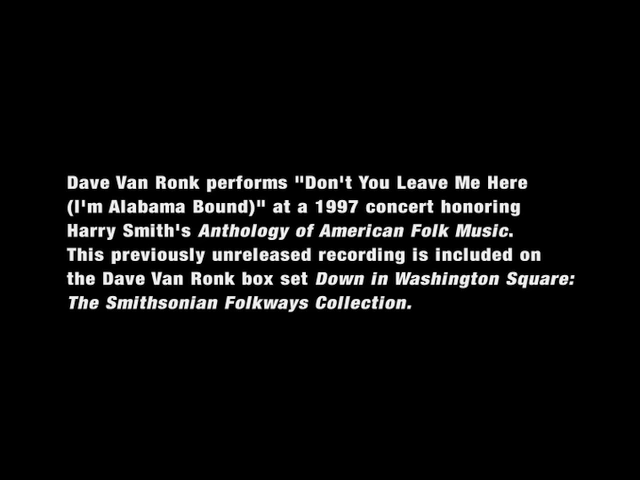 Dave Van Ronk performs "Don't You Leave Me Here
(I'm Alabama Bound)" at a 1997 concert honoring
Harry Smith's Anthology of American Folk Music.
This previously unreleased recording is included on
the Dave Van Ronk box set Down in Washington Square:
The Smithsonian Folkways Collection.